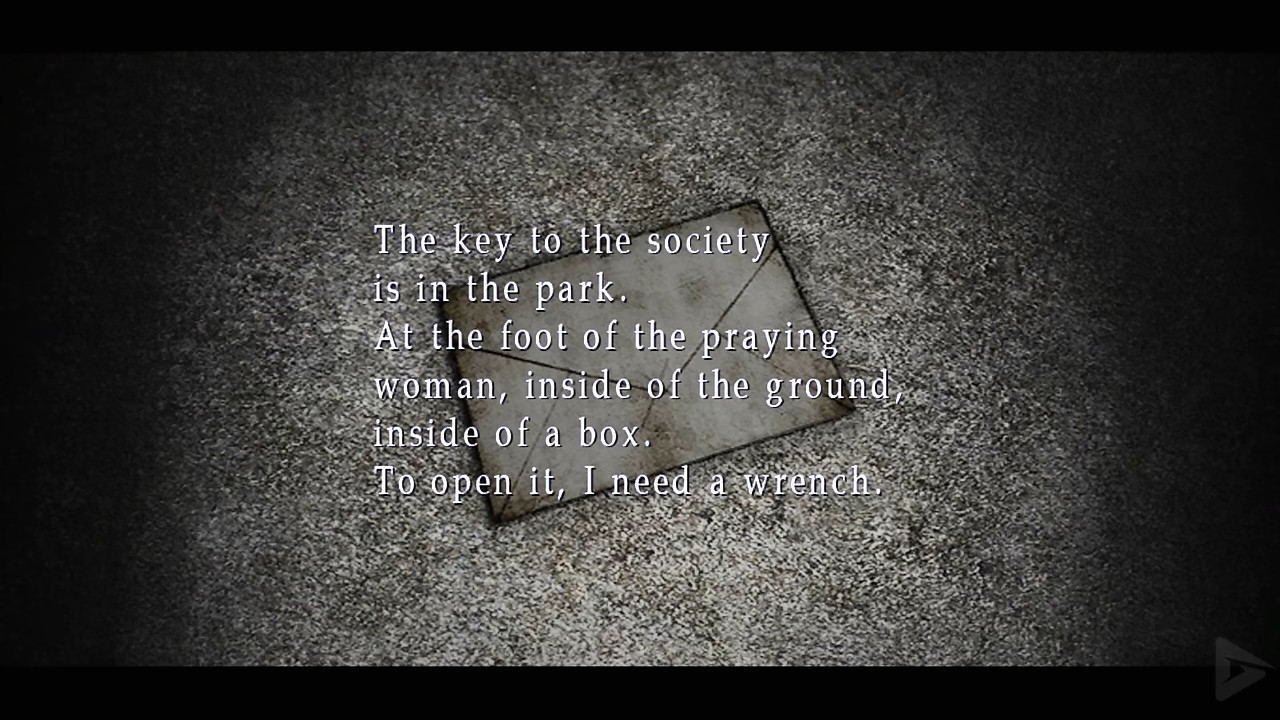 The key to the society
is in the park.
At the foot of the praying
woman, inside of the ground,
inside of a box.
To open it, I need a wrench.